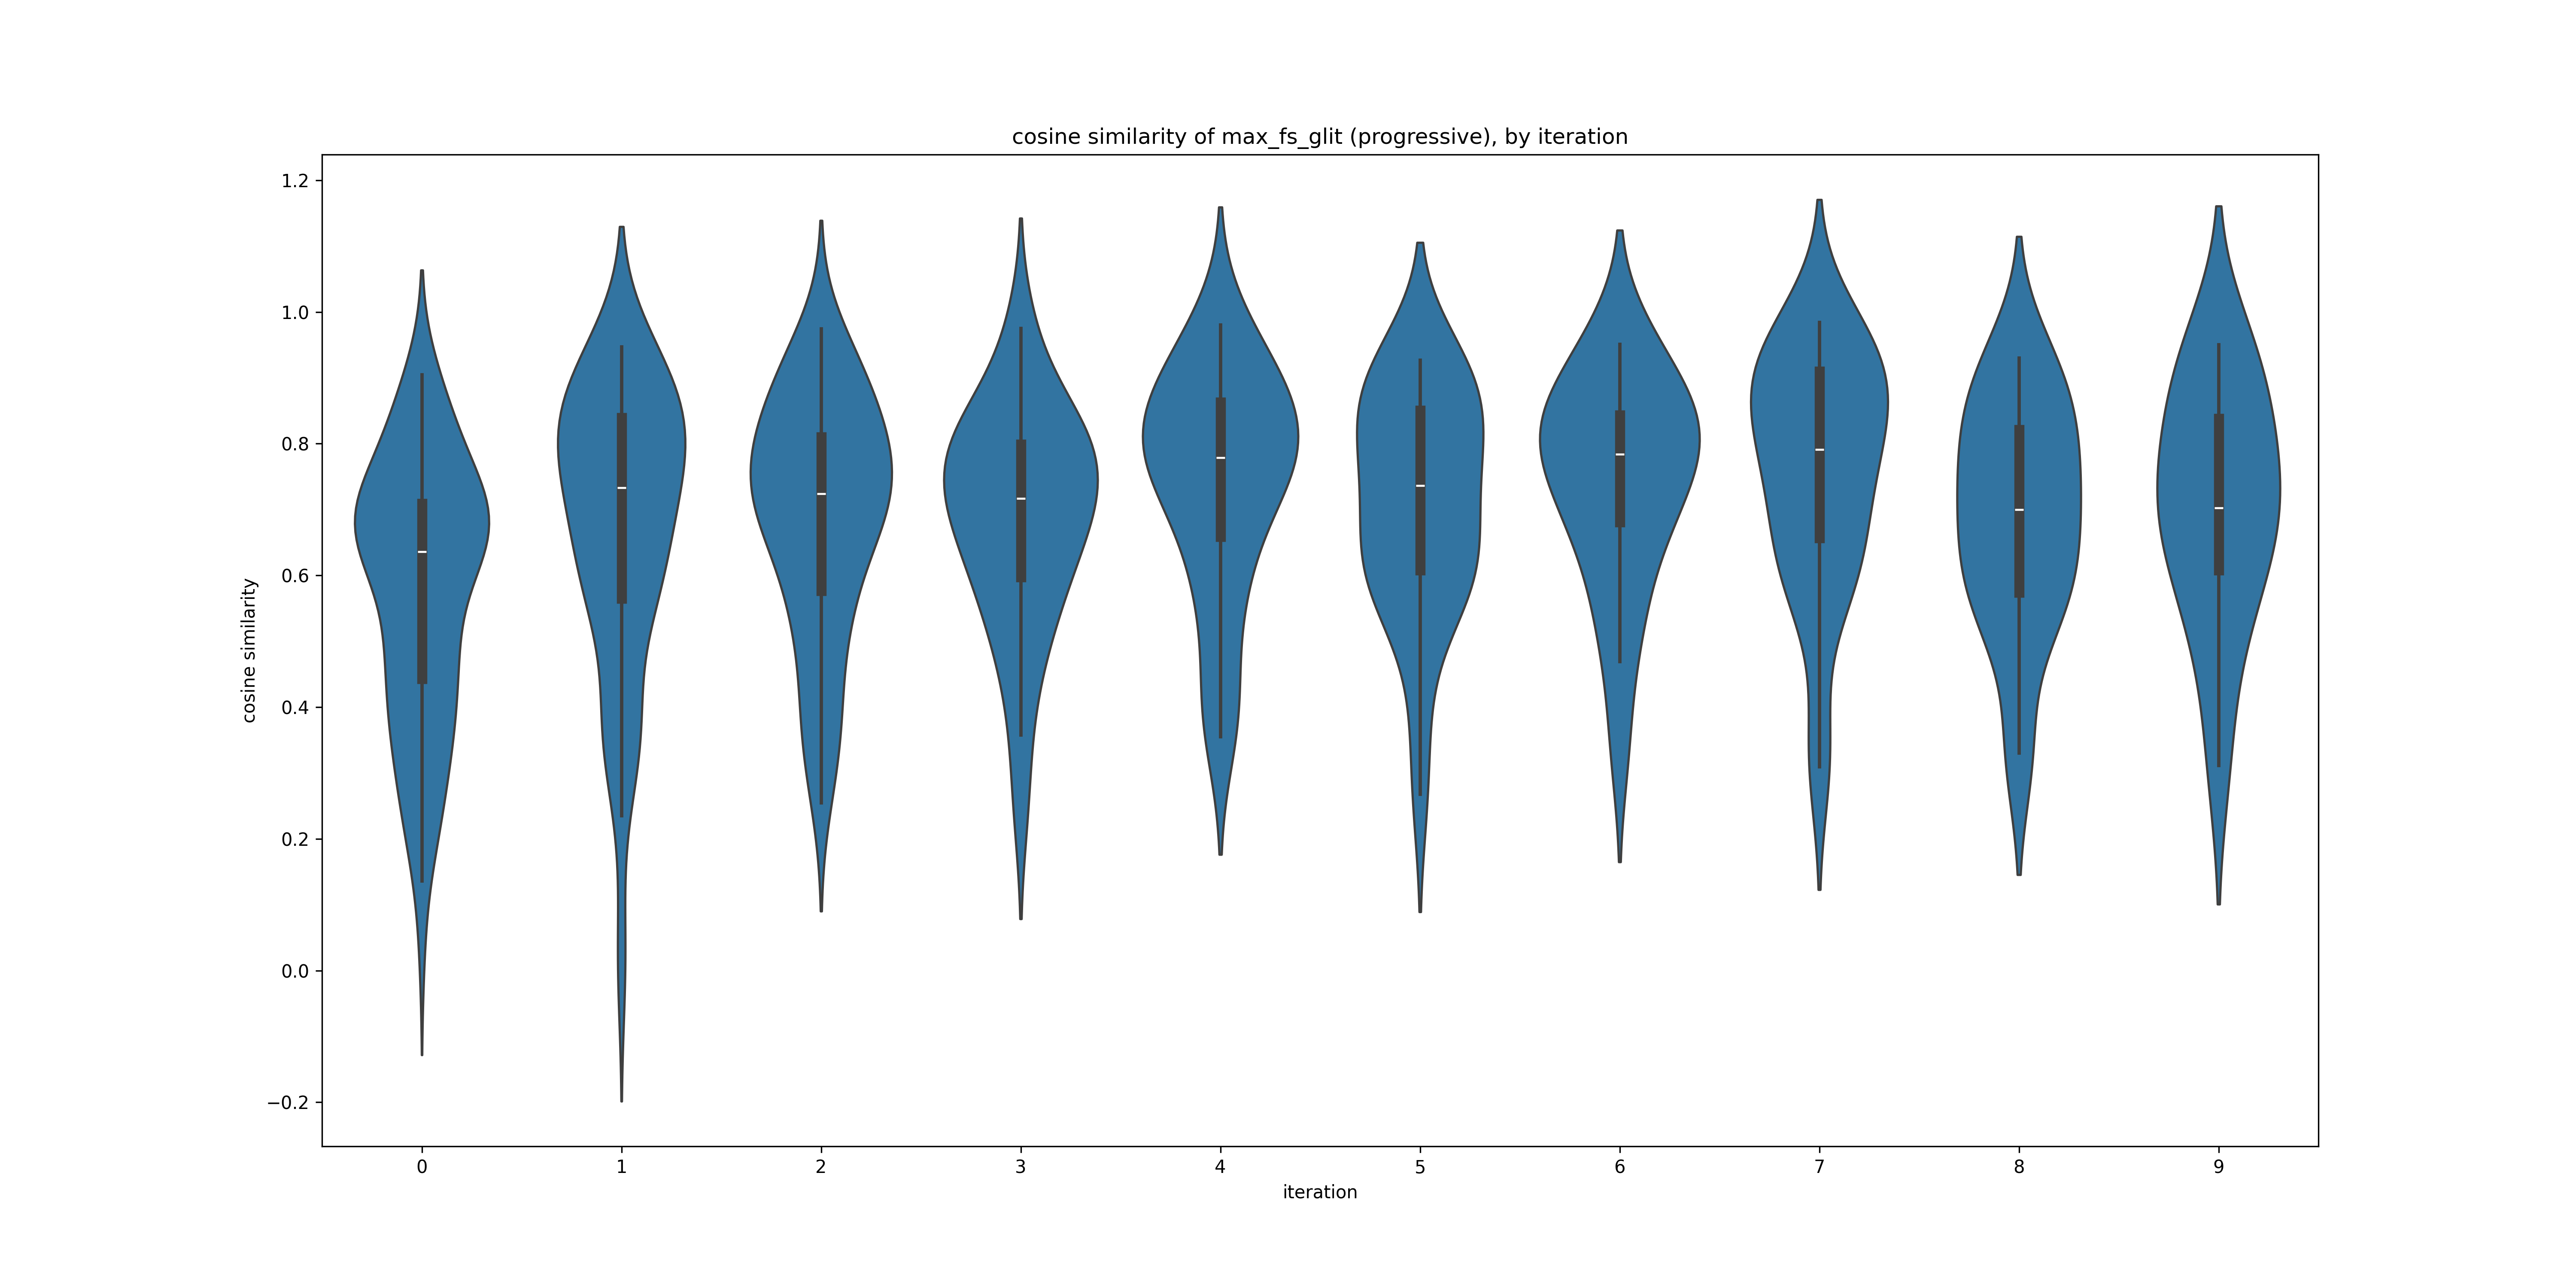 cosine similarity of max_fs_glit (progressive), by iteration
1.2
1.0
0.8
0.6
0.4
0.2
0.0
−0.2
cosine similarity
0 1 2 3 4 5 6 7 8 9
iteration